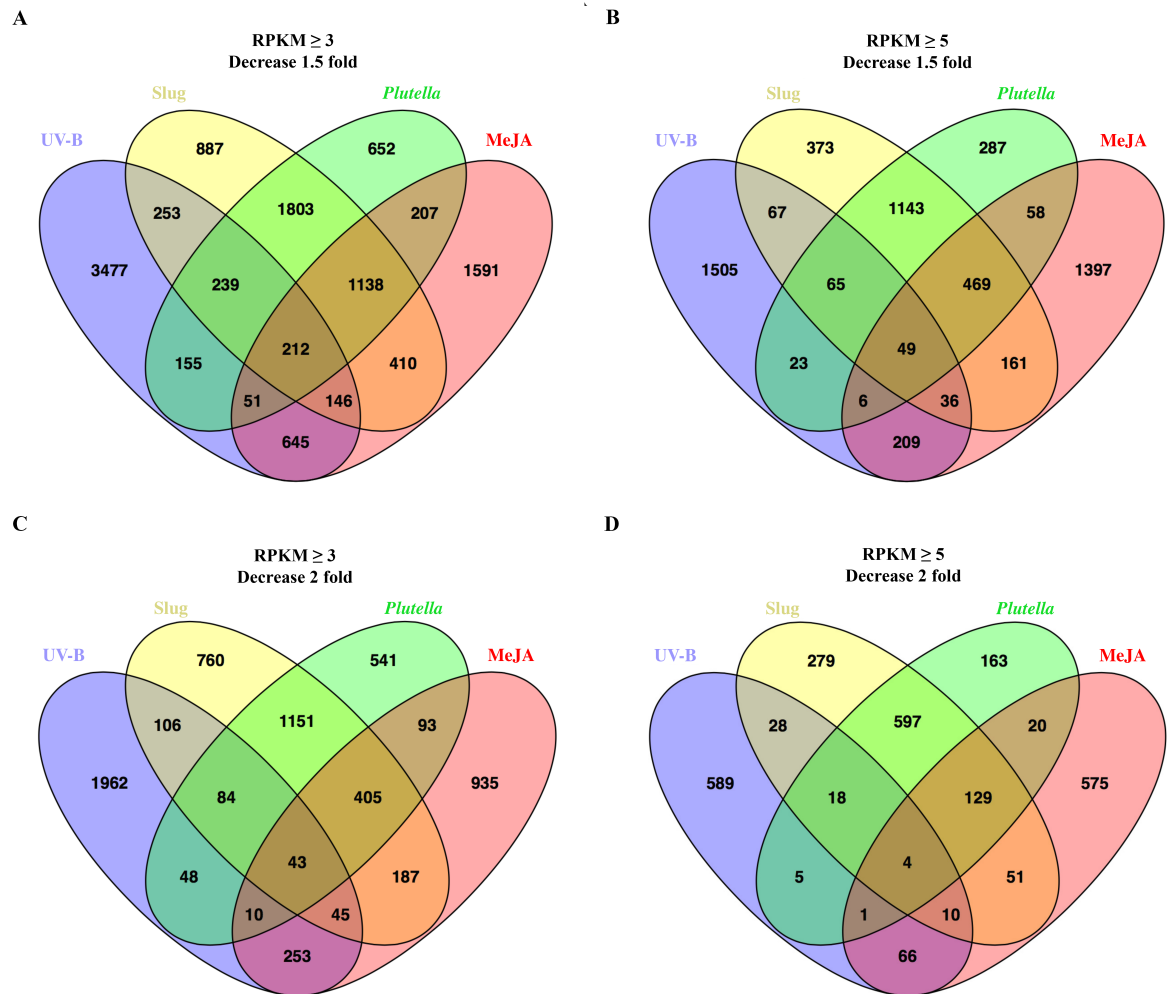 A
RPKM ≥ 3
Decrease 1.5 fold
Slug
Plutella
UV-B
MeJA
887
652
253
1803
207
3477
239
1138
1591
212
155
410
51
146
645
B
RPKM ≥ 5
Decrease 1.5 fold
Slug
Plutella
UV-B
MeJA
373
287
67
1143
58
1505
65
469
1397
49
23
161
6
36
209
C
RPKM ≥ 3
Decrease 2 fold
Slug
Plutella
UV-B
MeJA
760
541
106
1151
93
1962
84
405
935
43
48
187
10
45
253
D
RPKM ≥ 5
Decrease 2 fold
Slug
Plutella
UV-B
MeJA
279
163
28
597
20
589
18
129
575
4
5
51
1
10
66